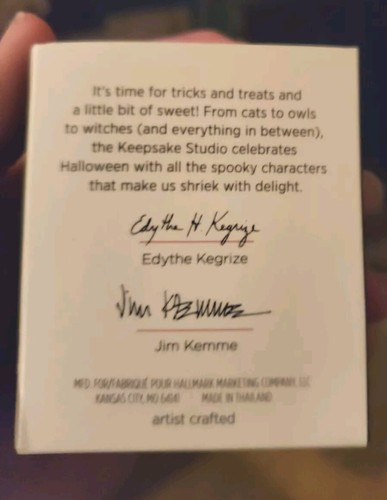 It's time for tricks and treats and
a little bit of sweet! From cats to owls
to witches (and everything in between),
the Keepsake Studio celebrates
Halloween with all the spooky characters
that make us shriek with delight.
Edythe H Kegrize
Edythe Kegrize
Jim Kemme
Jim Kemme
MFD. FOR/FABRIQUÉ POUR HALLMARK MARKETING COMPANY, LLC
KANSAS CITY, MO 64141 MADE IN THAILAND
artist crafted